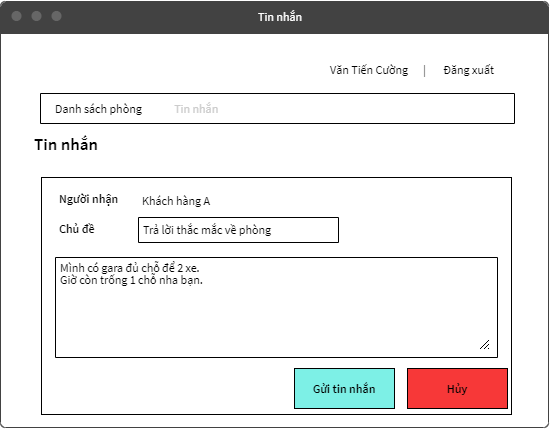 Tin nhắn
Văn Tiến Cường | Đăng xuất
Danh sách phòng Tin nhắn
Tin nhắn
Người nhận Khách hàng A
Chủ đề Trả lời thắc mắc về phòng
Mình có gara đủ chỗ để 2 xe.
Giờ còn trống 1 chỗ nha bạn.
Gửi tin nhắn Hủy